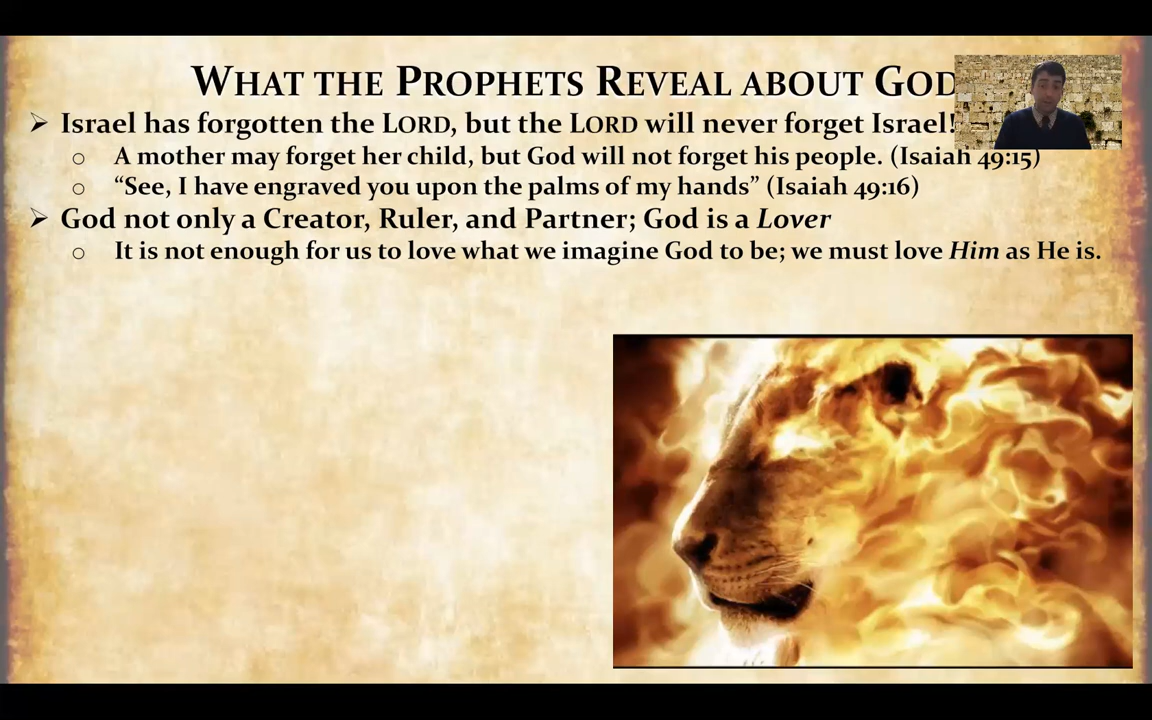 WHAT THE PROPHETS REVEAL ABOUT GOD
➢ Israel has forgotten the LORD, but the LORD will never forget Israel!
○ A mother may forget her child, but God will not forget his people. (Isaiah 49:15)
○ “See, I have engraved you upon the palms of my hands” (Isaiah 49:16)
➢ God not only a Creator, Ruler, and Partner; God is a Lover
○ It is not enough for us to love what we imagine God to be; we must love Him as He is.